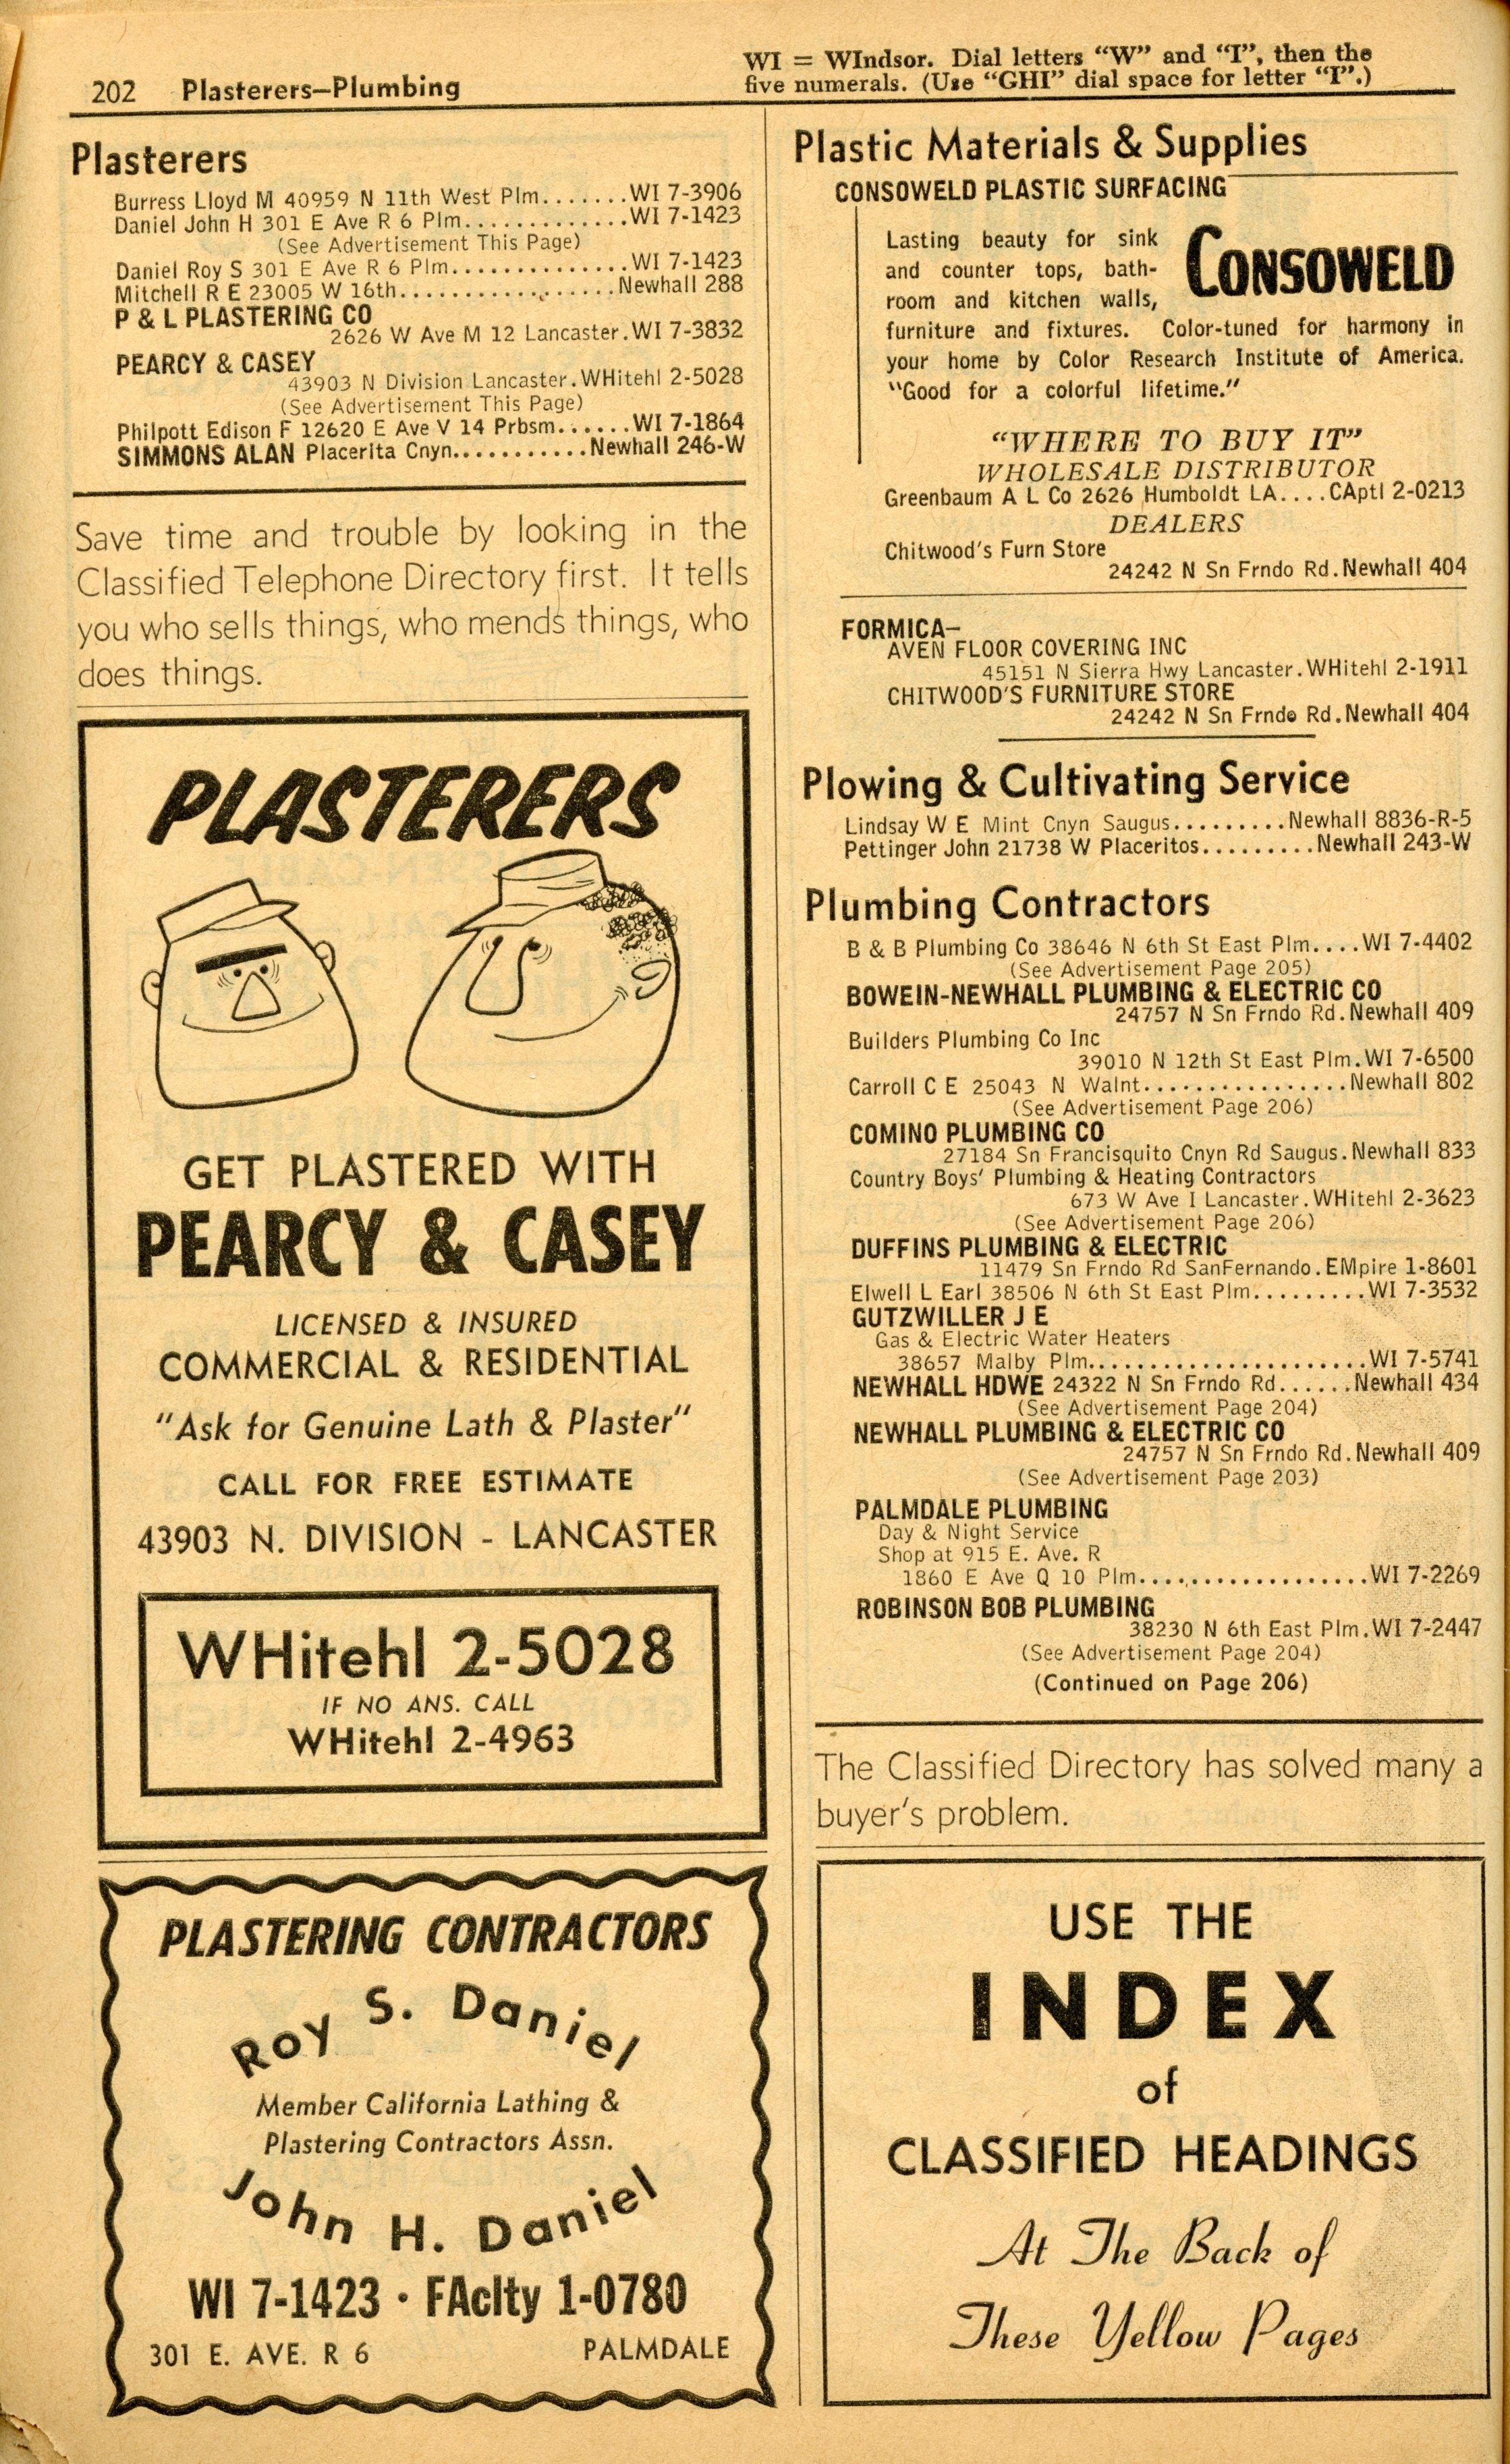 202 Plasterers–Plumbing
WI = WIndsor. Dial letters “W” and “I”, then the
five numerals. (Use “GHI” dial space for letter “I”.)
Plasterers
Burress Lloyd M 40959 N 11th West Plm.......WI 7-3906
Daniel John H 301 E Ave R 6 Plm.............WI 7-1423
(See Advertisement This Page)
Daniel Roy S 301 E Ave R 6 Plm..............WI 7-1423
Mitchell R E 23005 W 16th.................Newhall 288
P & L PLASTERING CO
2626 W Ave M 12 Lancaster.WI 7-3832
PEARCY & CASEY
43903 N Division Lancaster.WHitehl 2-5028
(See Advertisement This Page)
Philpott Edison F 12620 E Ave V 14 Prbsm......WI 7-1864
SIMMONS ALAN Placerita Cnyn...........Newhall 246-W
Save time and trouble by looking in the
Classified Telephone Directory first. It tells
you who sells things, who mends things, who
does things.
PLASTERERS
GET PLASTERED WITH
PEARCY & CASEY
LICENSED & INSURED
COMMERCIAL & RESIDENTIAL
"Ask for Genuine Lath & Plaster"
CALL FOR FREE ESTIMATE
43903 N. DIVISION - LANCASTER
WHitehl 2-5028
IF NO ANS. CALL
WHitehl 2-4963
PLASTERING CONTRACTORS
Roy S. Daniel
Member California Lathing &
Plastering Contractors Assn.
John H. Daniel
WI 7-1423 · FAclty 1-0780
301 E. AVE. R 6 PALMDALE
Plastic Materials & Supplies
CONSOWELD PLASTIC SURFACING
CONSOWELD
Lasting beauty for sink
and counter tops, bath-
room and kitchen walls,
furniture and fixtures. Color-tuned for harmony in
your home by Color Research Institute of America.
"Good for a colorful lifetime."
"WHERE TO BUY IT"
WHOLESALE DISTRIBUTOR
Greenbaum A L Co 2626 Humboldt LA....CAptl 2-0213
DEALERS
Chitwood's Furn Store
24242 N Sn Frndo Rd.Newhall 404
FORMICA–
AVEN FLOOR COVERING INC
45151 N Sierra Hwy Lancaster.WHitehl 2-1911
CHITWOOD'S FURNITURE STORE
24242 N Sn Frndo Rd.Newhall 404
Plowing & Cultivating Service
Lindsay W E Mint Cnyn Saugus.........Newhall 8836-R-5
Pettinger John 21738 W Placeritos.........Newhall 243-W
Plumbing Contractors
B & B Plumbing Co 38646 N 6th St East Plm....WI 7-4402
(See Advertisement Page 205)
BOWEIN-NEWHALL PLUMBING & ELECTRIC CO
24757 N Sn Frndo Rd.Newhall 409
Builders Plumbing Co Inc
39010 N 12th St East Plm.WI 7-6500
Carroll C E 25043 N Walnt................Newhall 802
(See Advertisement Page 206)
COMINO PLUMBING CO
27184 Sn Francisquito Cnyn Rd Saugus.Newhall 833
Country Boys' Plumbing & Heating Contractors
673 W Ave I Lancaster.WHitehl 2-3623
(See Advertisement Page 206)
DUFFINS PLUMBING & ELECTRIC
11479 Sn Frndo Rd SanFernando.EMpire 1-8601
Elwell L Earl 38506 N 6th St East Plm.........WI 7-3532
GUTZWILLER J E
Gas & Electric Water Heaters
38657 Malby Plm.......................WI 7-5741
NEWHALL HDWE 24322 N Sn Frndo Rd......Newhall 434
(See Advertisement Page 204)
NEWHALL PLUMBING & ELECTRIC CO
24757 N Sn Frndo Rd.Newhall 409
(See Advertisement Page 203)
PALMDALE PLUMBING
Day & Night Service
Shop at 915 E. Ave. R
1860 E Ave Q 10 Plm...................WI 7-2269
ROBINSON BOB PLUMBING
38230 N 6th East Plm.WI 7-2447
(See Advertisement Page 204)
(Continued on Page 206)
The Classified Directory has solved many a
buyer's problem.
USE THE
INDEX
of
CLASSIFIED HEADINGS
At The Back of
These Yellow Pages